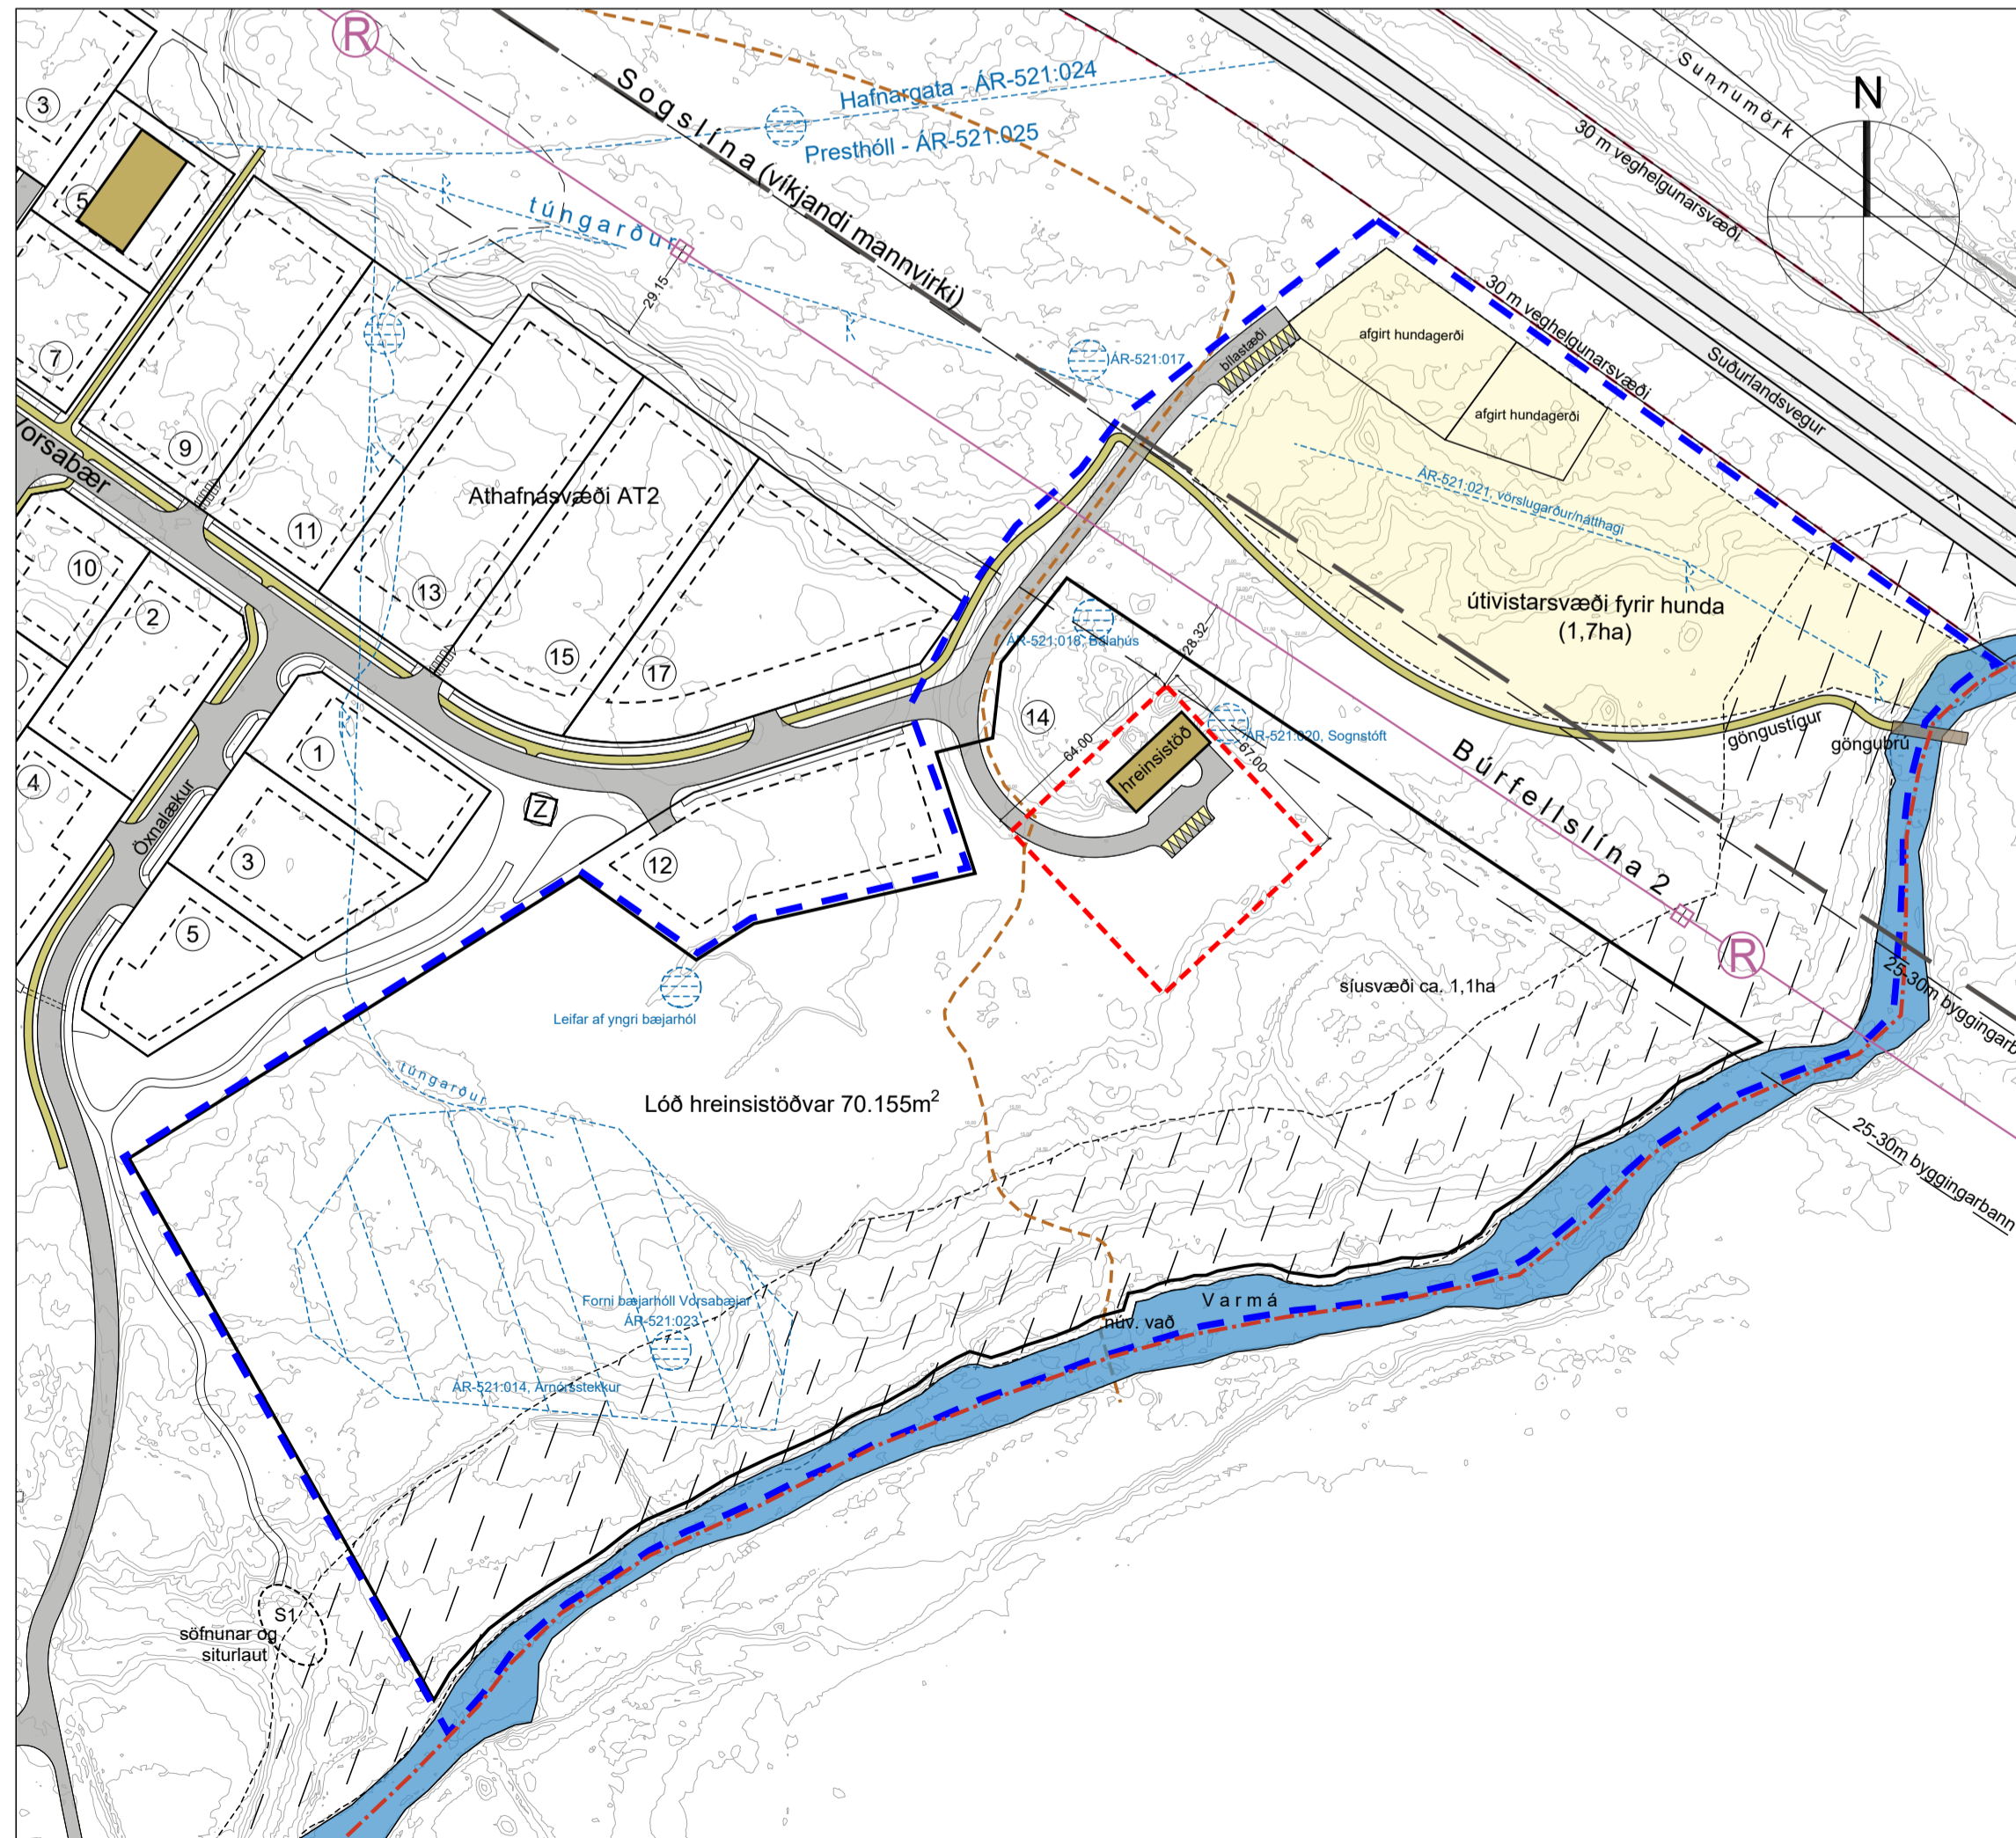 R
Hafnargata - ÁR-521:024
Presthóll - ÁR-521:025
Sogslína (víkjandi mannvirki)
Sunnumörk
N
30 m veghelgunarsvæði
3
5
túngarður
29.15
30 m veghelgunarsvæði
Suðurlandsvegur
bílastæði
afgirt hundagerði
afgirt hundagerði
ÁR-521:017
7
9
Vorsabær
11
Athafnasvæði AT2
ÁR-521:021, vörslugarður/nátthagi
10
13
2
15
17
útivistarsvæði fyrir hunda
(1,7ha)
ÁR-521:018, Bálahús
28.32
14
64.00
67.00
hreinsistöð
ÁR-521:020, Sognstóft
göngustígur
göngubrú
Búrfellslína 2
1
4
Öxnalækur
Z
3
12
5
R
síusvæði ca. 1,1ha
25-30m byggingarb
Leifar af yngri bæjarhól
túngarður
Lóð hreinsistöðvar 70.155m2
25-30m byggingarbann
Forni bæjarhóll Vorsabæjar
ÁR-521:023
Varmá
núv. vað
ÁR-521:014, Arnórsstekkur
S1
söfnunar og
siturlaut